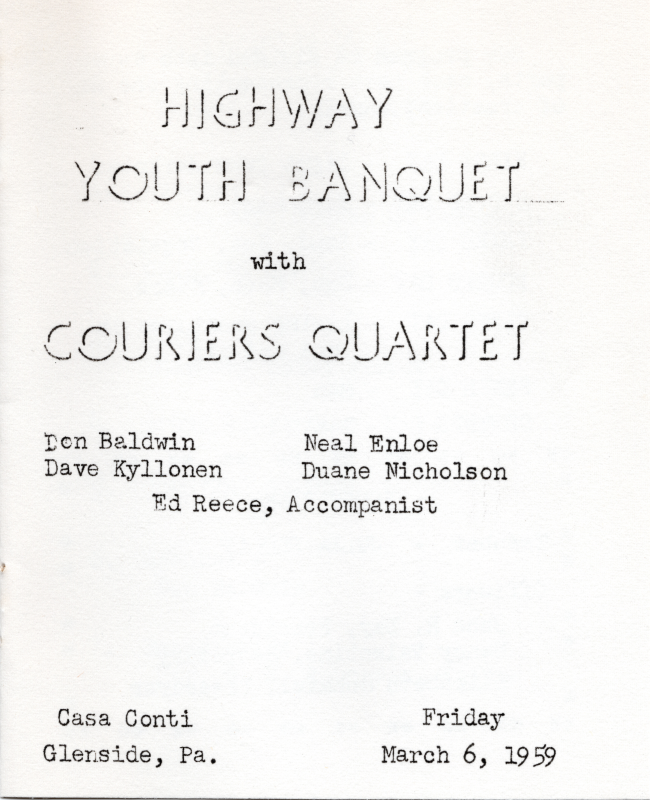 HIGHWAY
YOUTH BANQUET
with
COURIERS QUARTET
Don Baldwin Neal Enloe
Dave Kyllonen Duane Nicholson
Ed Reece, Accompanist
Casa Conti Friday
Glenside, Pa. March 6, 1959